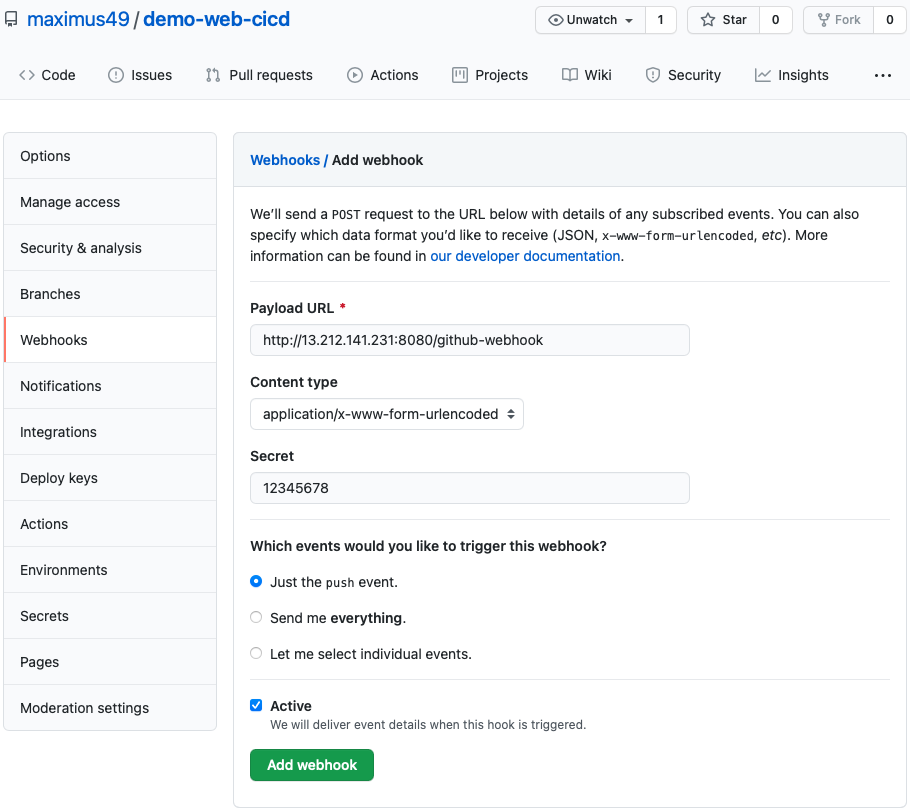 maximus49 / demo-web-cicd
Unwatch 1 Star 0 Fork 0
Code Issues Pull requests Actions Projects Wiki Security Insights ...
Options
Manage access
Security & analysis
Branches
Webhooks
Notifications
Integrations
Deploy keys
Actions
Environments
Secrets
Pages
Moderation settings
Webhooks / Add webhook
We’ll send a POST request to the URL below with details of any subscribed events. You can also
specify which data format you’d like to receive (JSON, x-www-form-urlencoded, etc). More
information can be found in our developer documentation.
Payload URL *
http://13.212.141.231:8080/github-webhook
Content type
application/x-www-form-urlencoded
Secret
12345678
Which events would you like to trigger this webhook?
Just the push event.
Send me everything.
Let me select individual events.
Active
We will deliver event details when this hook is triggered.
Add webhook